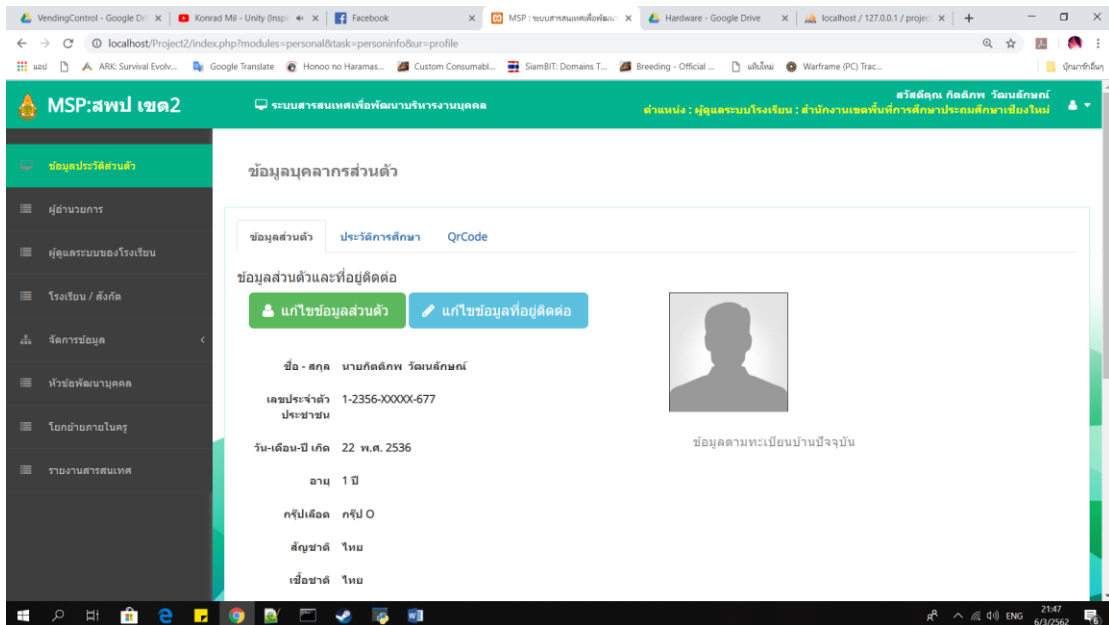 VendingControl - Google Dri
Konrad Mil - Unity (Inspi
Facebook
MSP : ระบบสารสนเทศเพื่อพัฒนา
Hardware - Google Drive
localhost / 127.0.0.1 / projec
localhost/Project2/index.php?modules=personal&task=personinfo&ur=profile
แอป
ARK: Survival Evolv...
Google Translate
Honoo no Haramas...
Custom Consumabl...
SiamBIT: Domains T...
Breeding - Official ...
แท็บใหม่
Warframe (PC) Trac...
บุ๊กมาร์กอื่นๆ
MSP:สพป เขต2
ระบบสารสนเทศเพื่อพัฒนาบริหารงานบุคคล
สวัสดีคุณ กิตติภพ วัฒนลักษณ์
ตำแหน่ง : ผู้ดูแลระบบโรงเรียน : สำนักงานเขตพื้นที่การศึกษาประถมศึกษาเชียงใหม่
ข้อมูลประวัติส่วนตัว
ผู้อำนวยการ
ผู้ดูแลระบบของโรงเรียน
โรงเรียน / สังกัด
จัดการข้อมูล
หัวข้อพัฒนาบุคคล
โยกย้ายภายในครู
รายงานสารสนเทศ
ข้อมูลบุคลากรส่วนตัว
ข้อมูลส่วนตัว
ประวัติการศึกษา
QrCode
ข้อมูลส่วนตัวและที่อยู่ติดต่อ
แก้ไขข้อมูลส่วนตัว
แก้ไขข้อมูลที่อยู่ติดต่อ
ชื่อ - สกุล นายกิตติภพ วัฒนลักษณ์
เลขประจำตัวประชาชน 1-2356-XXXXX-677
วัน-เดือน-ปี เกิด 22 พ.ศ. 2536
อายุ 1 ปี
กรุ๊ปเลือด กรุ๊ป O
สัญชาติ ไทย
เชื้อชาติ ไทย
ข้อมูลตามทะเบียนบ้านปัจจุบัน
ENG
21:47
6/3/2562
6